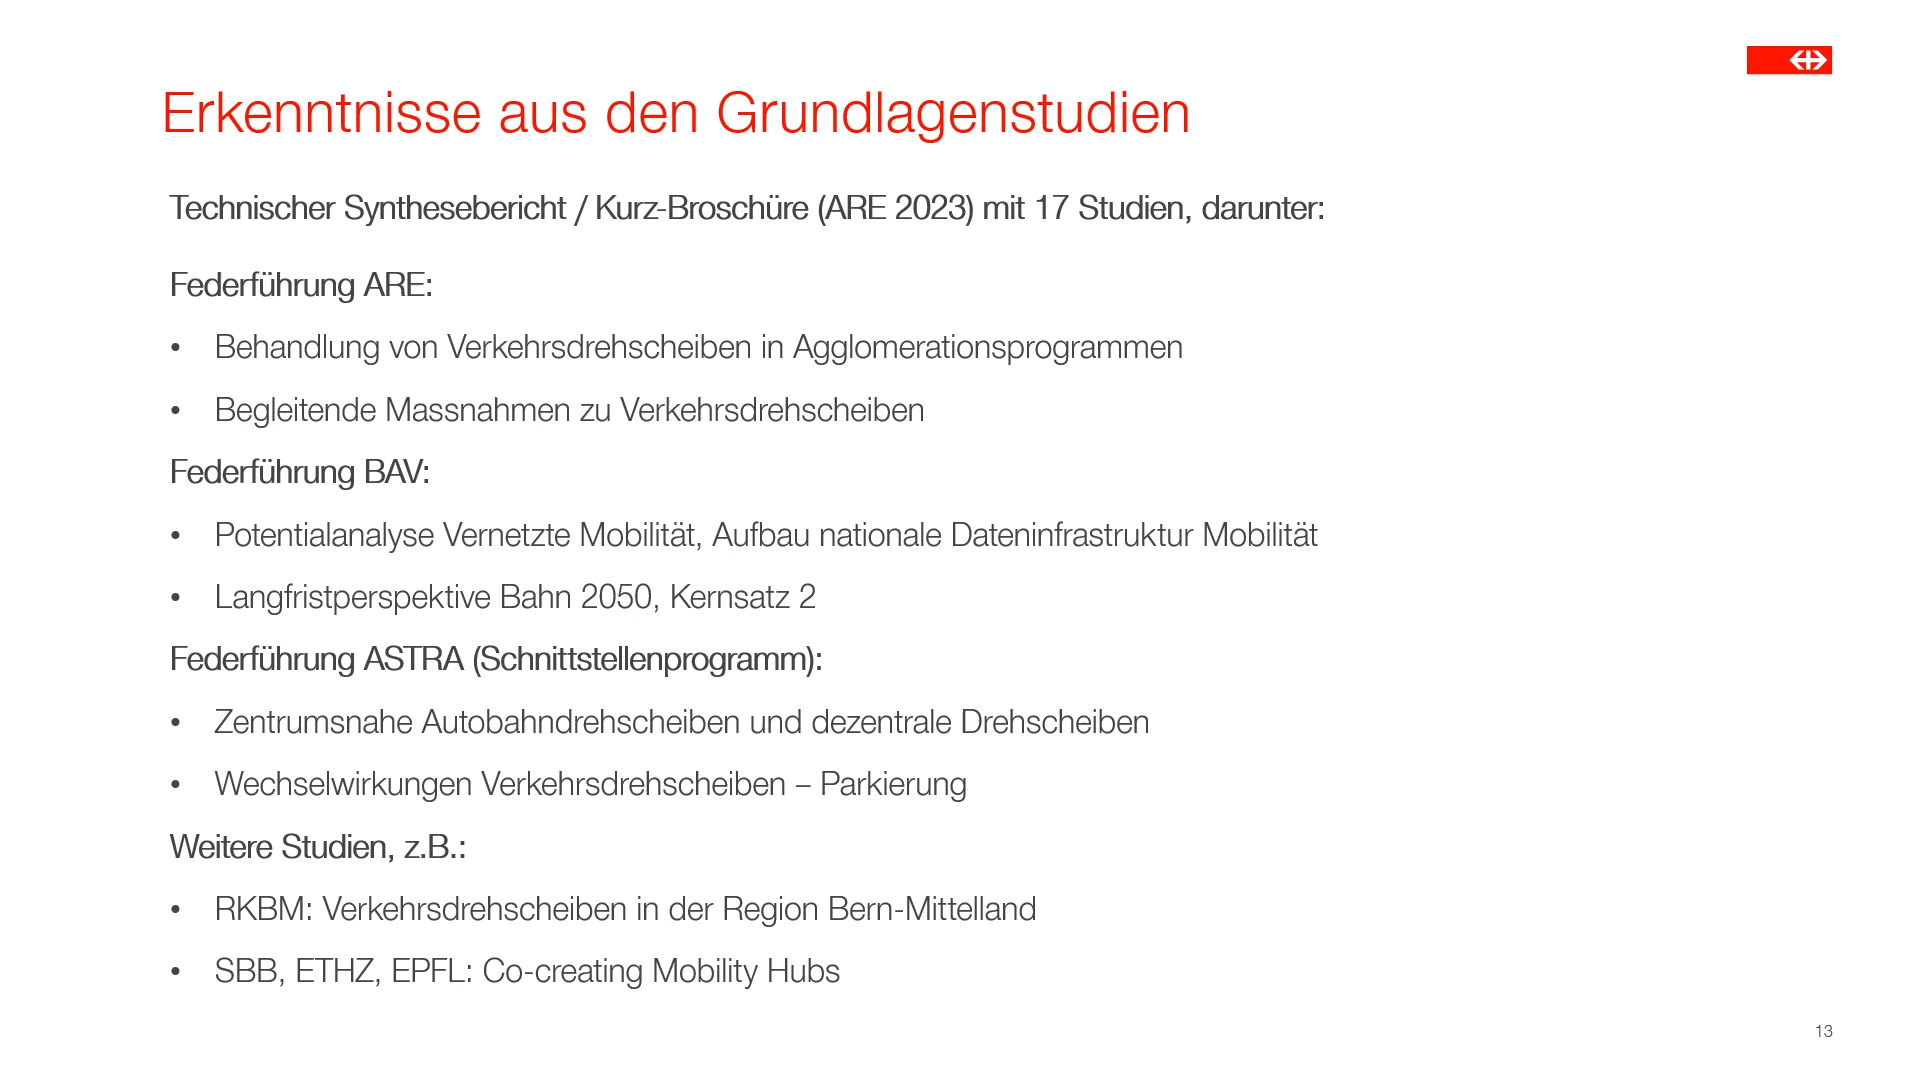 Erkenntnisse aus den Grundlagenstudien
Technischer Synthesebericht / Kurz-Broschüre (ARE 2023) mit 17 Studien, darunter:
Federführung ARE:
• Behandlung von Verkehrsdrehscheiben in Agglomerationsprogrammen
• Begleitende Massnahmen zu Verkehrsdrehscheiben
Federführung BAV:
• Potentialanalyse Vernetzte Mobilität, Aufbau nationale Dateninfrastruktur Mobilität
• Langfristperspektive Bahn 2050, Kernsatz 2
Federführung ASTRA (Schnittstellenprogramm):
• Zentrumsnahe Autobahndrehscheiben und dezentrale Drehscheiben
• Wechselwirkungen Verkehrsdrehscheiben – Parkierung
Weitere Studien, z.B.:
• RKBM: Verkehrsdrehscheiben in der Region Bern-Mittelland
• SBB, ETHZ, EPFL: Co-creating Mobility Hubs
13